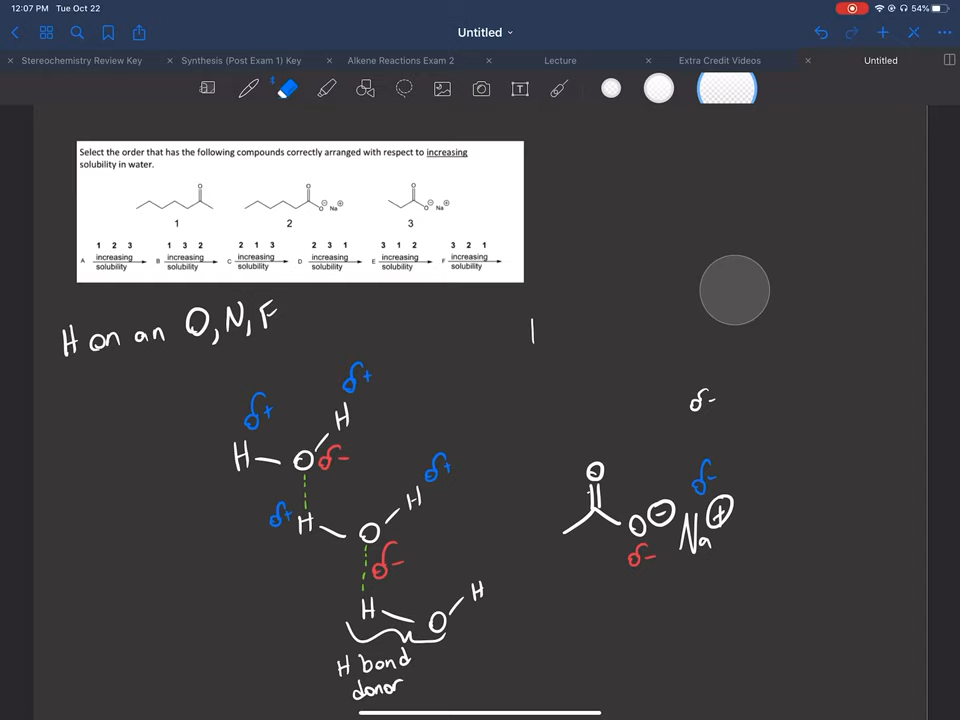 12:07 PM Tue Oct 22
54%
Untitled
Stereochemistry Review Key
Synthesis (Post Exam 1) Key
Alkene Reactions Exam 2
Lecture
Extra Credit Videos
Untitled
Select the order that has the following compounds correctly arranged with respect to increasing
solubility in water.
O
O
O
O⊖ Na⊕
O⊖ Na⊕
1
2
3
1 2 3
1 3 2
2 1 3
2 3 1
3 1 2
3 2 1
A increasing solubility
B increasing solubility
C increasing solubility
D increasing solubility
E increasing solubility
F increasing solubility
H on an O, N, F
δ+
δ+
H
H–O δ-
δ+
H
δ+ H–O
δ-
H–O
H
H bond
donor
δ-
O
δ-
O⊖ Na⊕
δ-